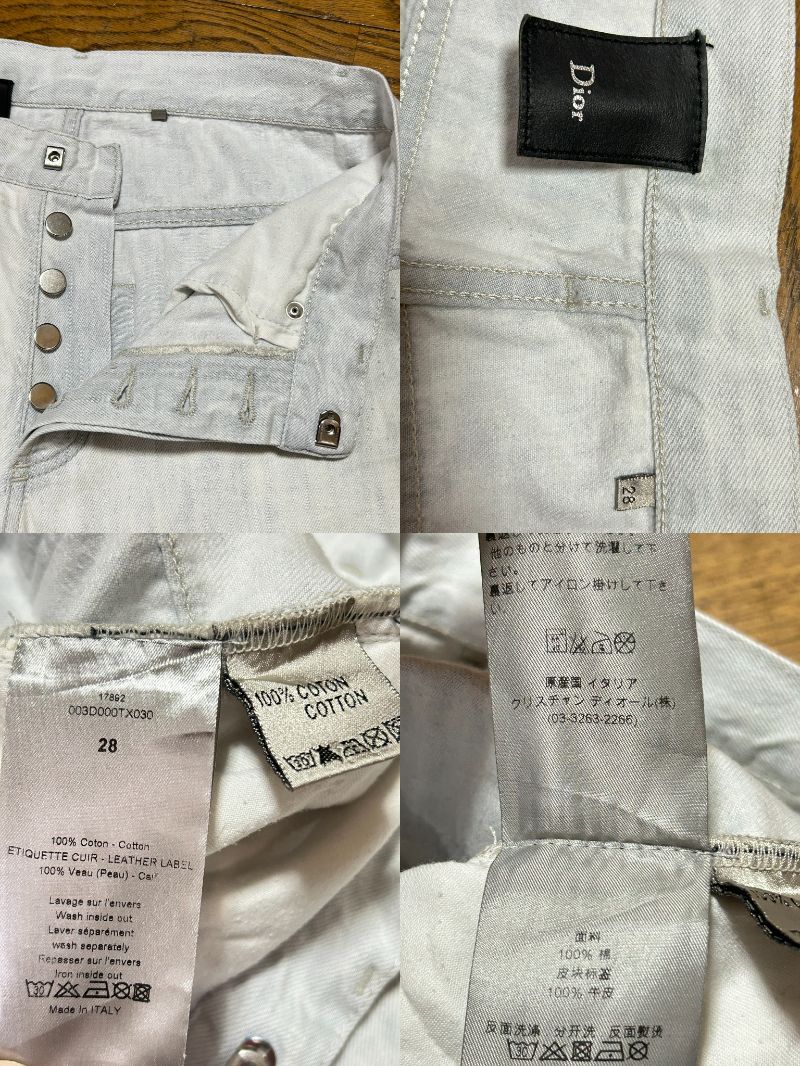 Dior
28
17892
003D000TX030
28
100% Coton - Cotton
ETIQUETTE CUIR - LEATHER LABEL
100% Veau (Peau) - Calf
Lavage sur l'envers
Wash inside out
Laver séparément
wash separately
Repasser sur l'envers
Iron inside out
30
Made In ITALY
100% COTON
COTTON
30
他のものと分けて洗濯して下
さい。
裏返してアイロン掛けして下さ
い。
原産国 イタリア
クリスチャン ディオール(株)
(03-3263-2266)
面料
100% 棉
皮块标签
100% 牛皮
反面洗涤 分开洗 反面熨烫
30